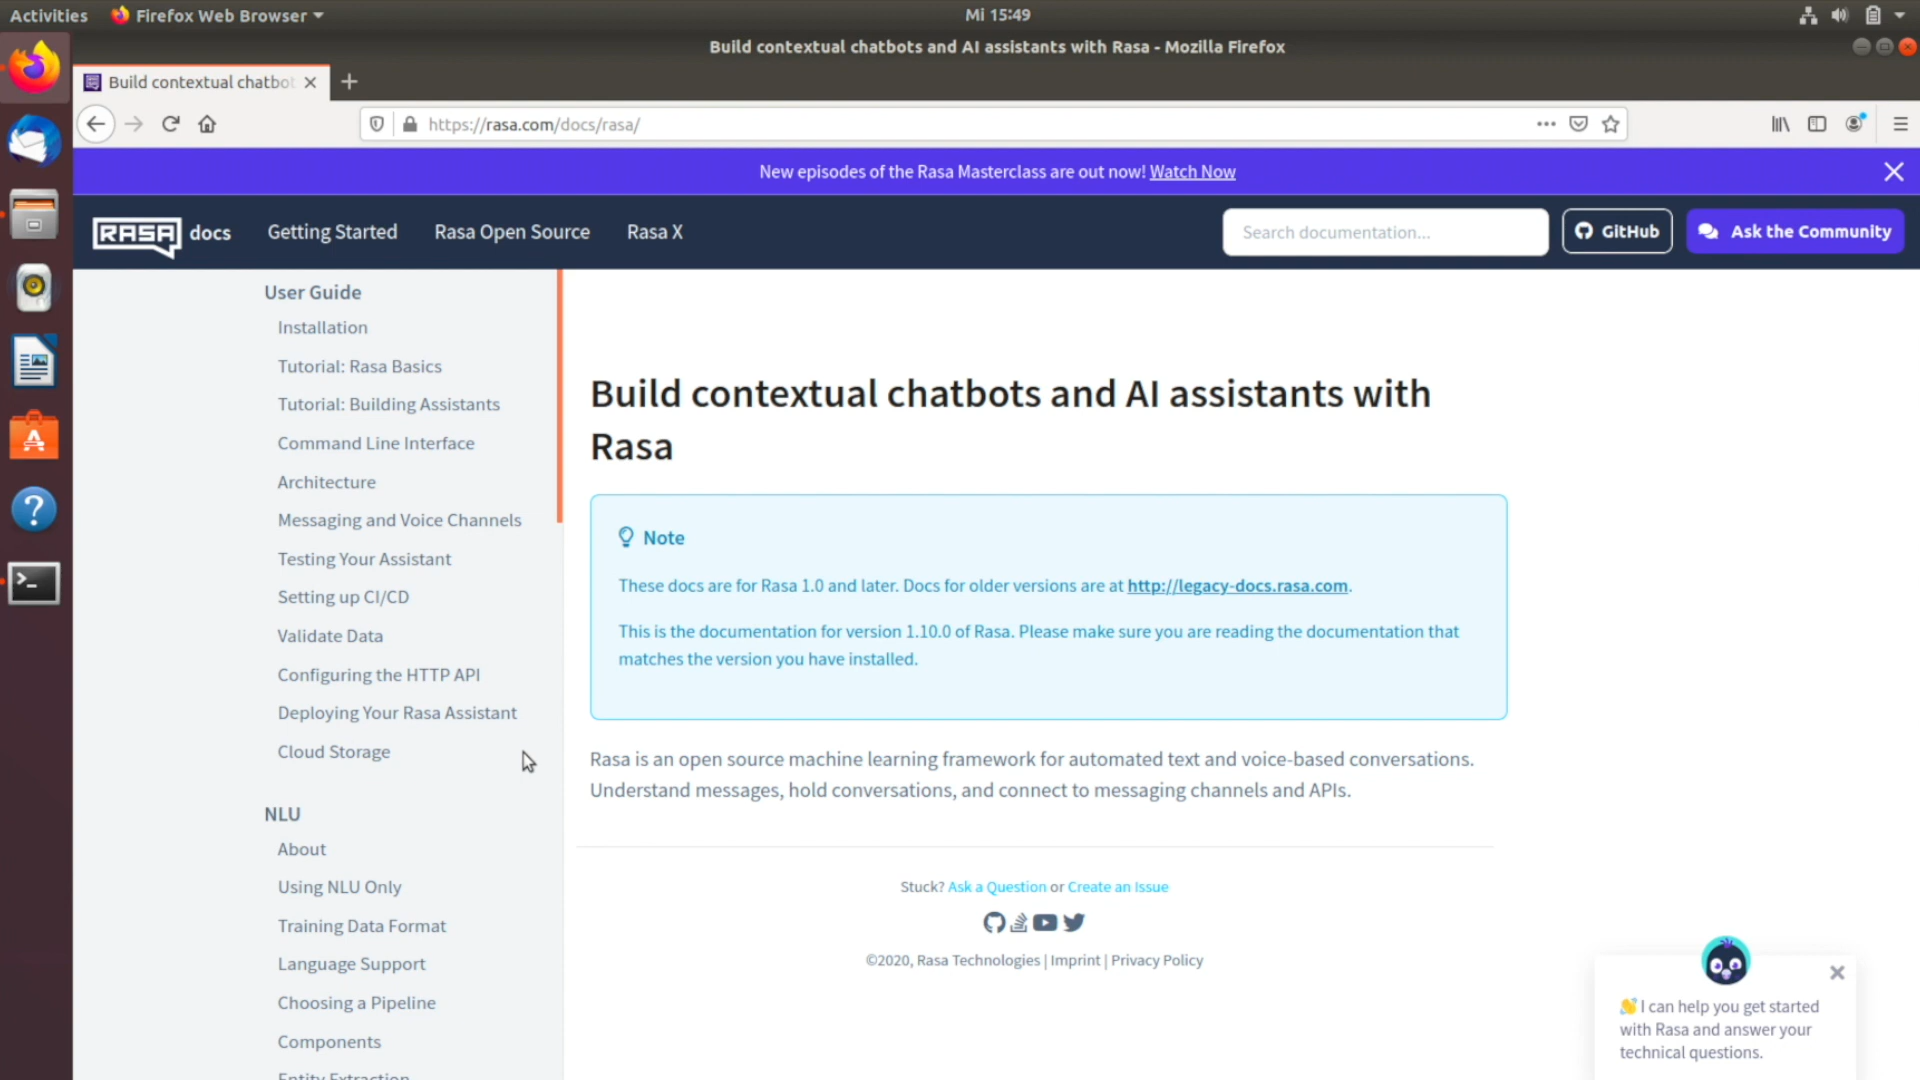 Activities
Firefox Web Browser
Mi 15:49
Build contextual chatbots and AI assistants with Rasa - Mozilla Firefox
Build contextual chatbot
https://rasa.com/docs/rasa/
New episodes of the Rasa Masterclass are out now! Watch Now
RASA docs
Getting Started
Rasa Open Source
Rasa X
Search documentation...
GitHub
Ask the Community
User Guide
Installation
Tutorial: Rasa Basics
Tutorial: Building Assistants
Command Line Interface
Architecture
Messaging and Voice Channels
Testing Your Assistant
Setting up CI/CD
Validate Data
Configuring the HTTP API
Deploying Your Rasa Assistant
Cloud Storage
NLU
About
Using NLU Only
Training Data Format
Language Support
Choosing a Pipeline
Components
Entity Extraction
Build contextual chatbots and AI assistants with
Rasa
Note
These docs are for Rasa 1.0 and later. Docs for older versions are at http://legacy-docs.rasa.com.
This is the documentation for version 1.10.0 of Rasa. Please make sure you are reading the documentation that
matches the version you have installed.
Rasa is an open source machine learning framework for automated text and voice-based conversations.
Understand messages, hold conversations, and connect to messaging channels and APIs.
Stuck? Ask a Question or Create an Issue
©2020, Rasa Technologies | Imprint | Privacy Policy
👋 I can help you get started
with Rasa and answer your
technical questions.